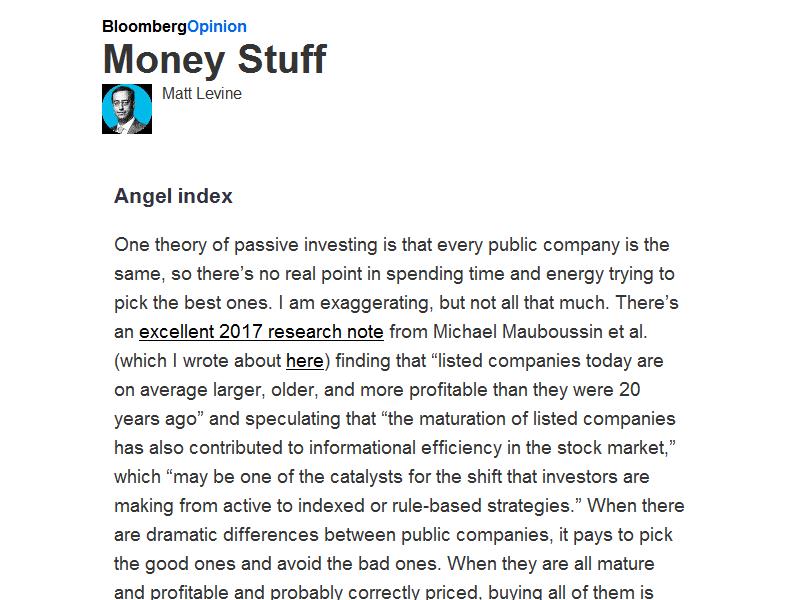 BloombergOpinion
Money Stuff
Matt Levine
Angel index
One theory of passive investing is that every public company is the
same, so there’s no real point in spending time and energy trying to
pick the best ones. I am exaggerating, but not all that much. There’s
an excellent 2017 research note from Michael Mauboussin et al.
(which I wrote about here) finding that “listed companies today are
on average larger, older, and more profitable than they were 20
years ago” and speculating that “the maturation of listed companies
has also contributed to informational efficiency in the stock market,”
which “may be one of the catalysts for the shift that investors are
making from active to indexed or rule-based strategies.” When there
are dramatic differences between public companies, it pays to pick
the good ones and avoid the bad ones. When they are all mature
and profitable and probably correctly priced, buying all of them is